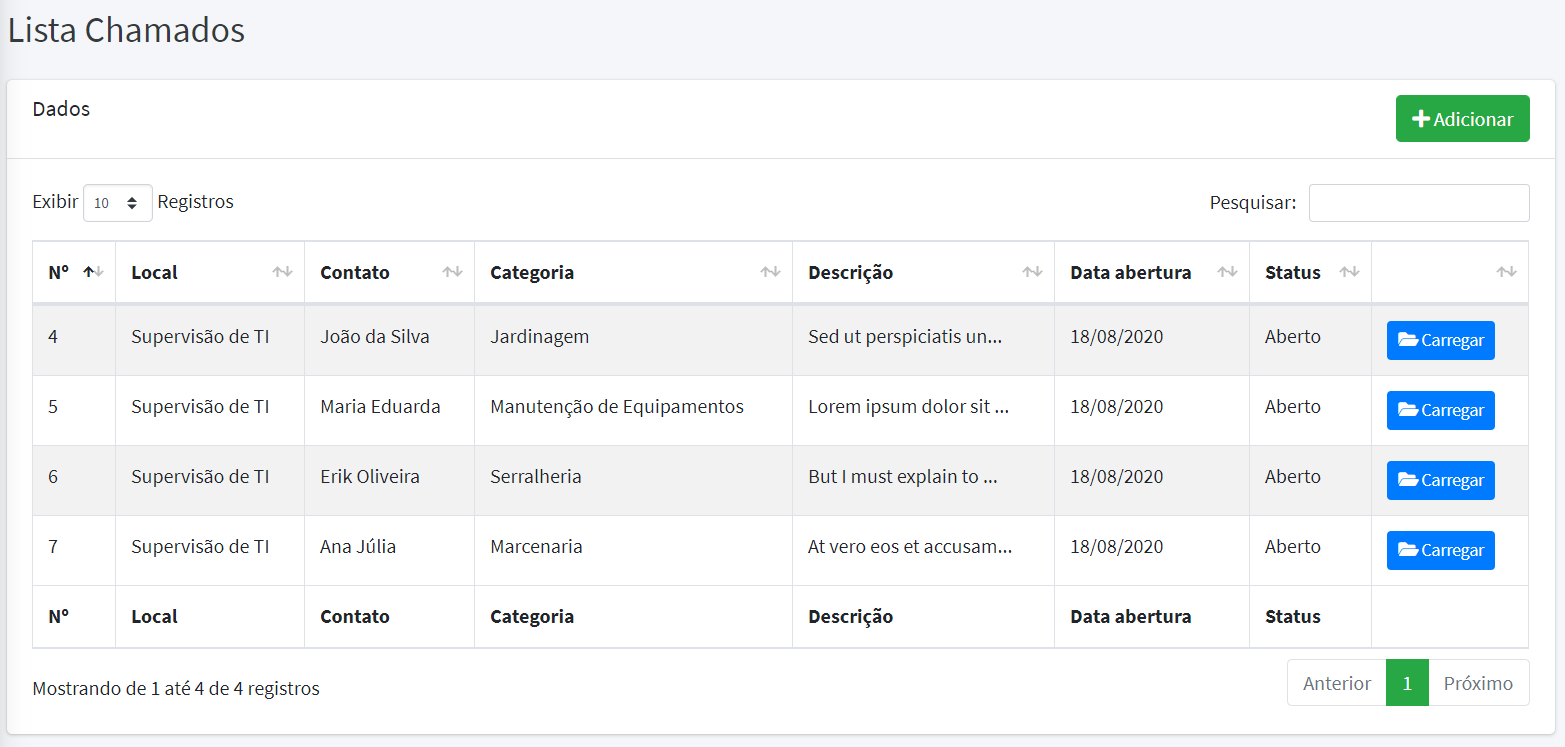 Lista Chamados
Dados
Adicionar
Exibir 10 Registros
Pesquisar:
Nº Local Contato Categoria Descrição Data abertura Status
4 Supervisão de TI João da Silva Jardinagem Sed ut perspiciatis un... 18/08/2020 Aberto Carregar
5 Supervisão de TI Maria Eduarda Manutenção de Equipamentos Lorem ipsum dolor sit ... 18/08/2020 Aberto Carregar
6 Supervisão de TI Erik Oliveira Serralheria But I must explain to ... 18/08/2020 Aberto Carregar
7 Supervisão de TI Ana Júlia Marcenaria At vero eos et accusam... 18/08/2020 Aberto Carregar
Nº Local Contato Categoria Descrição Data abertura Status
Mostrando de 1 até 4 de 4 registros
Anterior 1 Próximo